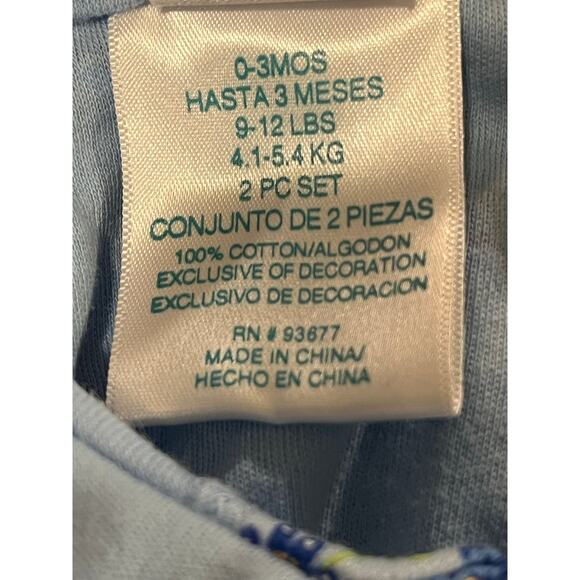 0-3MOS
HASTA 3 MESES
9-12 LBS
4.1-5.4 KG
2 PC SET
CONJUNTO DE 2 PIEZAS
100% COTTON/ALGODON
EXCLUSIVE OF DECORATION
EXCLUSIVO DE DECORACION
RN # 93677
MADE IN CHINA/
HECHO EN CHINA